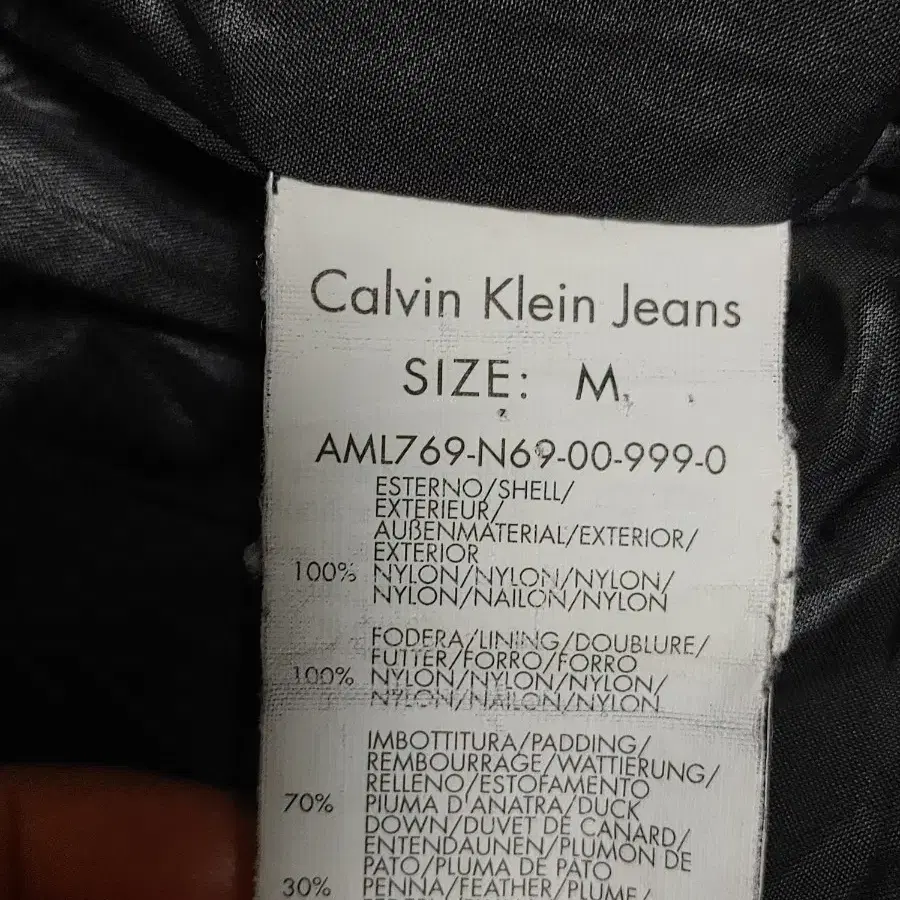 Calvin Klein Jeans
SIZE: M
AML769-N69-00-999-0
ESTERNO/SHELL/
EXTERIEUR/
AUßENMATERIAL/EXTERIOR/
EXTERIOR
100% NYLON/NYLON/NYLON/
NYLON/NAILON/NYLON
FODERA/LINING/DOUBLURE/
FUTTER/FORRO/FORRO
100% NYLON/NYLON/NYLON/
NYLON/NAILON/NYLON
IMBOTTITURA/PADDING/
REMBOURRAGE/WATTIERUNG/
RELLENO/ESTOFAMENTO
70% PIUMA D'ANATRA/DUCK
DOWN/DUVET DE CANARD/
ENTENDAUNEN/PLUMON DE
PATO/PLUMA DE PATO
30% PENNA/FEATHER/PLUME/